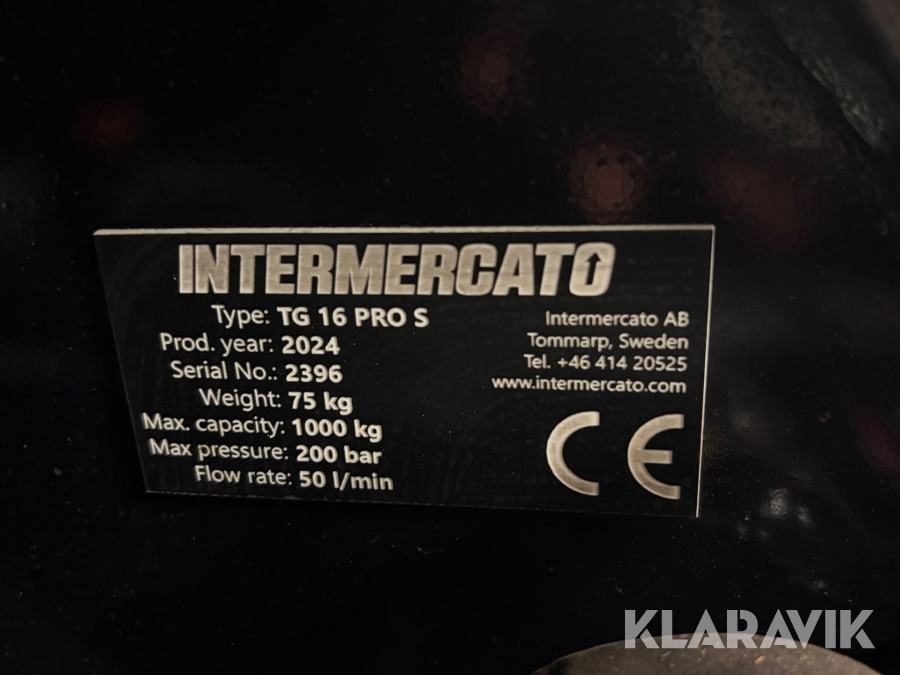 INTERMERCATO
Type: TG 16 PRO S
Prod. year: 2024
Serial No.: 2396
Weight: 75 kg
Max. capacity: 1000 kg
Max pressure: 200 bar
Flow rate: 50 l/min
Intermercato AB
Tommarp, Sweden
Tel. +46 414 20525
www.intermercato.com
CE
KLARAVIK